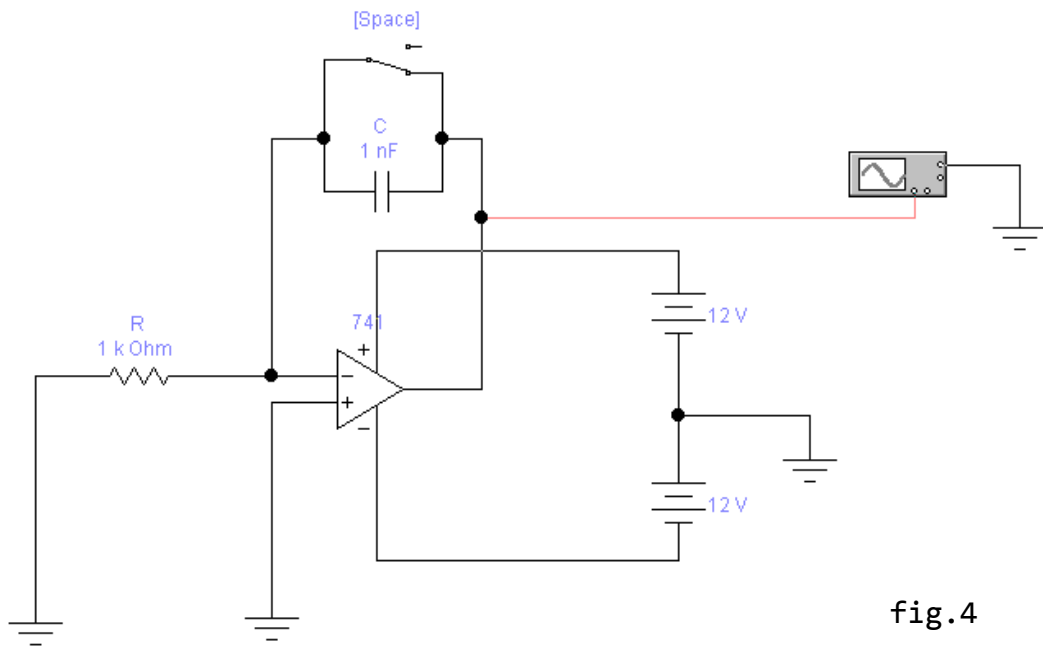 [Space]
C
1 nF
R
1 k Ohm
741
+
−
+
−
12 V
12 V
fig.4